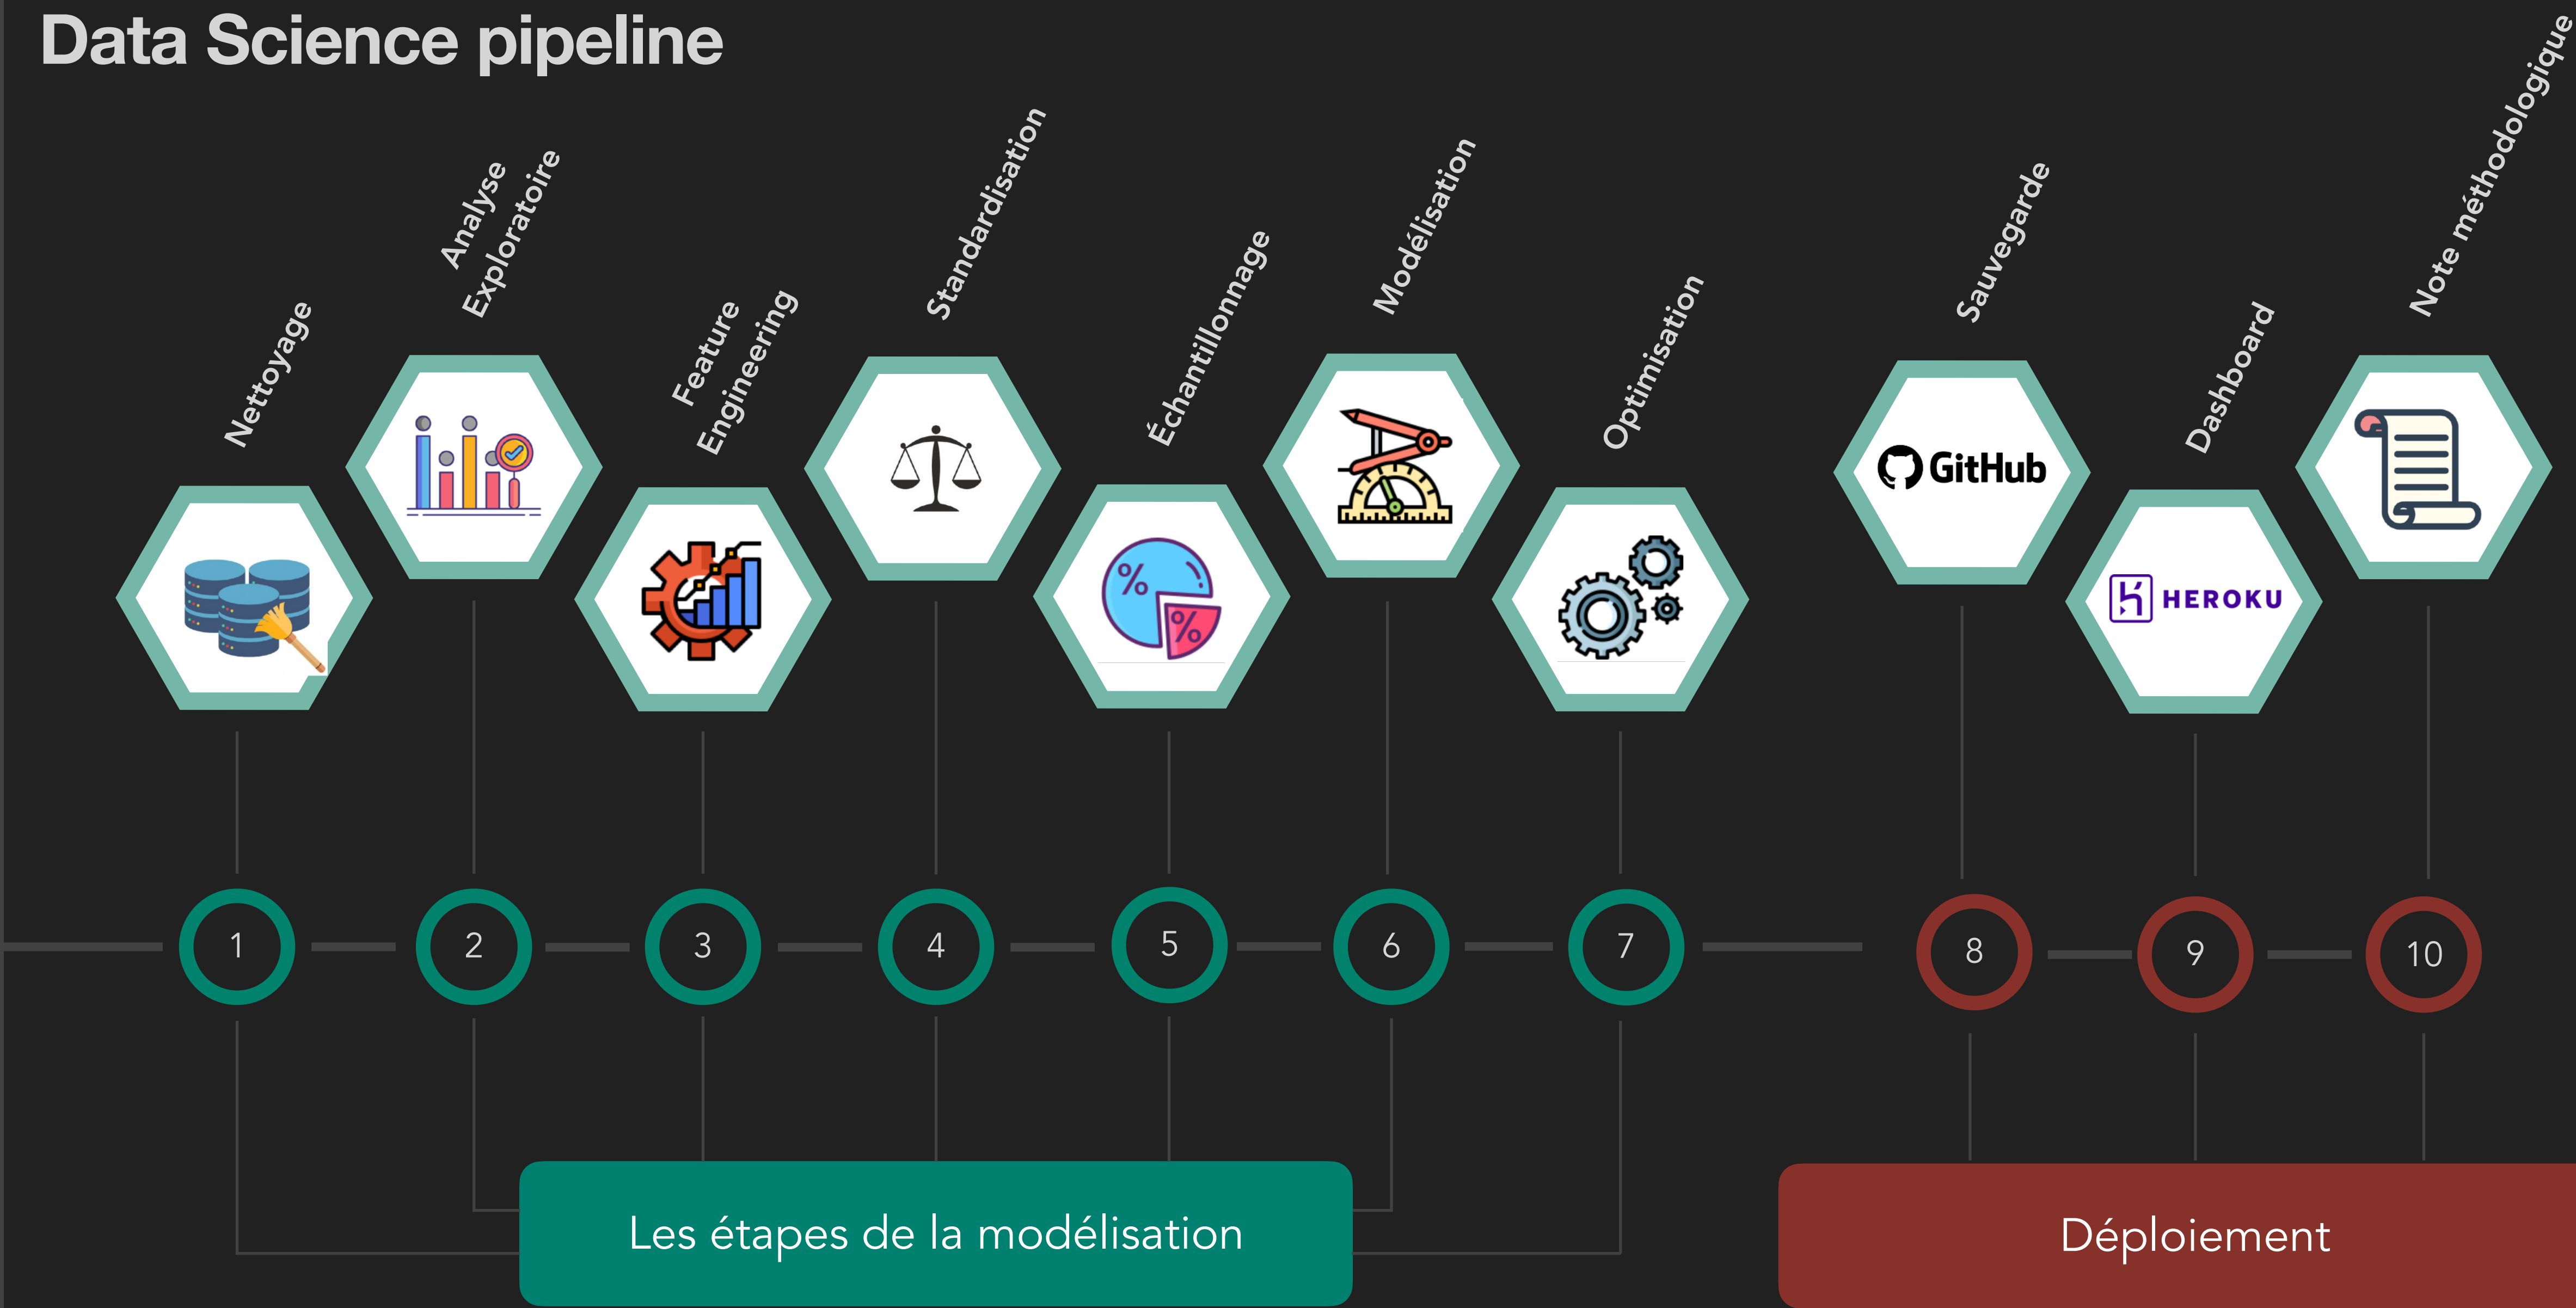 Data Science pipeline
Nettoyage
Analyse
Exploratoire
Feature
Engineering
Standardisation
Échantillonnage
Modélisation
Optimisation
Sauvegarde
Dashboard
Note méthodologique
%
%
GitHub
HEROKU
1
2
3
4
5
6
7
8
9
10
Les étapes de la modélisation
Déploiement